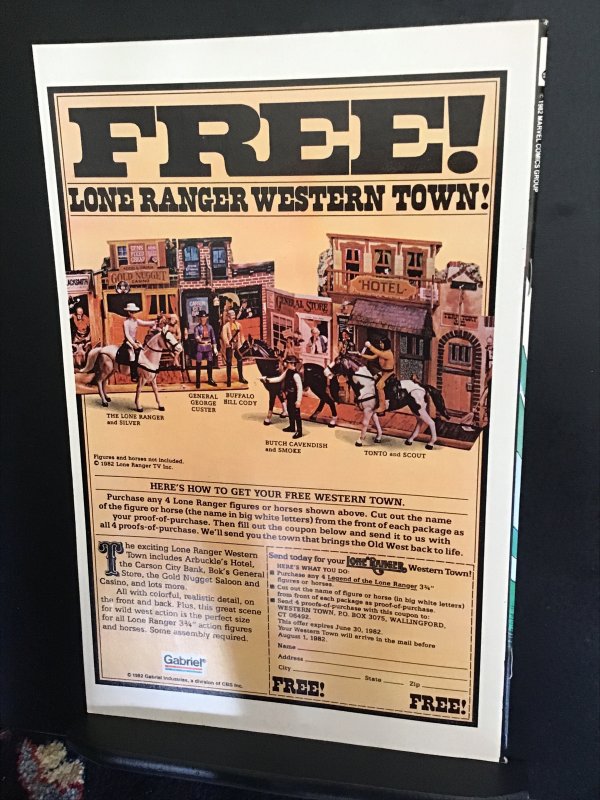 FREE!
LONE RANGER WESTERN TOWN!
GOLD NUGGET
CASINO
GENERAL STORE
HOTEL
THE LONE RANGER
and SILVER
GENERAL
GEORGE
CUSTER
BUFFALO
BILL CODY
BUTCH CAVENDISH
and SMOKE
TONTO and SCOUT
Figures and horses not included.
© 1982 Lone Ranger TV Inc.
HERE'S HOW TO GET YOUR FREE WESTERN TOWN.
Purchase any 4 Lone Ranger figures or horses shown above. Cut out the name
of the figure or horse (the name in big white letters) from the front of each package as
your proof-of-purchase. Then fill out the coupon below and send it to us with
all 4 proofs-of-purchase. We'll send you the town that brings the Old West back to life.
The exciting Lone Ranger Western
Town includes Arbuckle's Hotel,
the Carson City Bank, Bok's General
Store, the Gold Nugget Saloon and
Casino, and lots more.
All with colorful, realistic detail, on
the front and back. Plus, this great scene
for wild west action is the perfect size
for all Lone Ranger 3¾" action figures
and horses. Some assembly required.
Gabriel®
© 1982 Gabriel Industries, a division of CBS Inc.
Send today for your Lone Ranger Western Town!
HERE'S WHAT YOU DO:
■ Purchase any 4 Legend of the Lone Ranger 3¾"
figures or horses.
■ Cut out the name of figure or horse (in big white letters)
from front of each package as proof-of-purchase.
■ Send 4 proofs-of-purchase with this coupon to:
WESTERN TOWN, P.O. BOX 3075, WALLINGFORD,
CT 06492.
This offer expires June 30, 1982.
Your Western Town will arrive in the mail before
August 1, 1982.
Name
Address
City State Zip
FREE! FREE!
© 1982 MARVEL COMICS GROUP